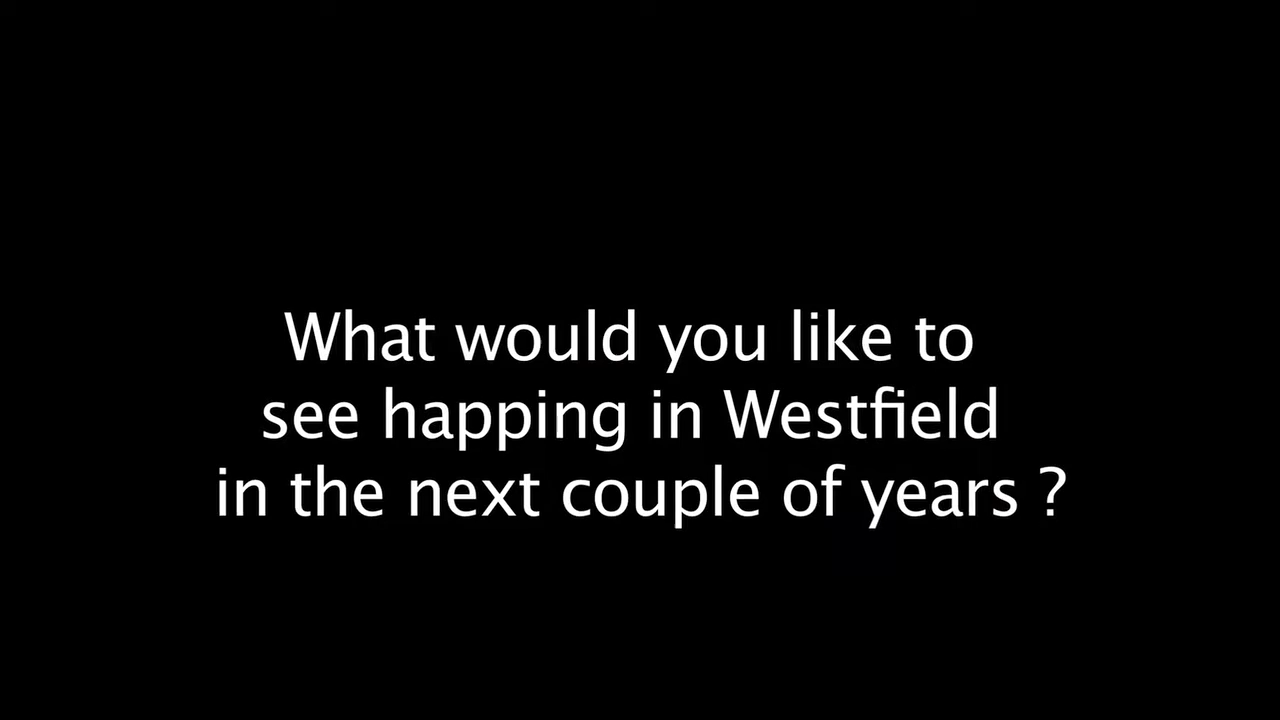 What would you like to
see happing in Westfield
in the next couple of years ?